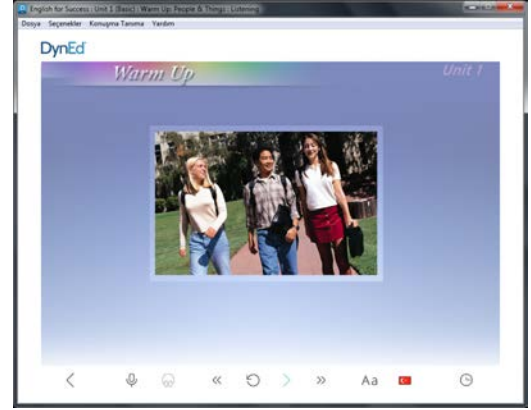 English for Success : Unit 1 (Basic) : Warm Up: People & Things : Listening
Dosya Seçenekler Konuşma Tanıma Yardım
DynEd
Warm Up
Unit 1
Aa